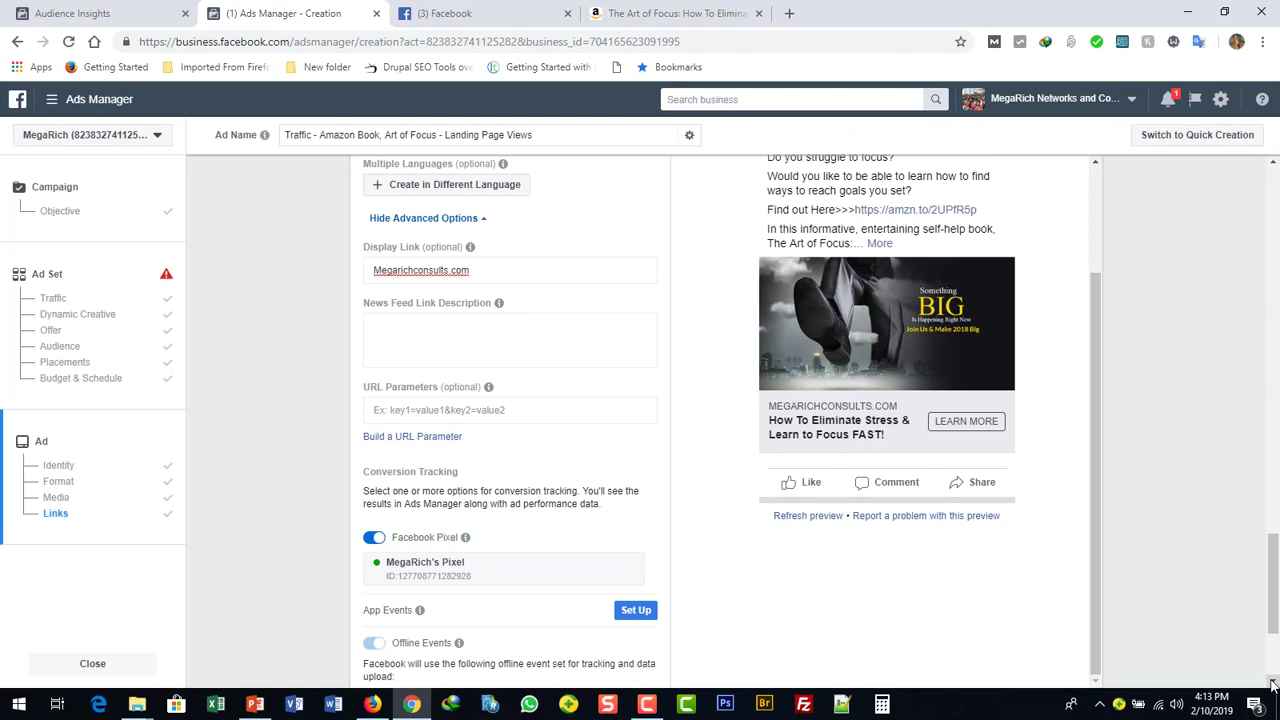 Audience Insights
(1) Ads Manager - Creation
(3) Facebook
The Art of Focus: How To Elimina
https://business.facebook.com/adsmanager/creation?act=823832741125282&business_id=704165623091995
Apps
Getting Started
Imported From Firefo
New folder
Drupal SEO Tools ove
Getting Started with
Bookmarks
Ads Manager
Search business
MegaRich Networks and Co...
1
MegaRich (823832741125...
Ad Name
Traffic - Amazon Book, Art of Focus - Landing Page Views
Switch to Quick Creation
Campaign
Objective
Ad Set
Traffic
Dynamic Creative
Offer
Audience
Placements
Budget & Schedule
Ad
Identity
Format
Media
Links
Close
Multiple Languages (optional)
+ Create in Different Language
Hide Advanced Options
Display Link (optional)
Megarichconsults.com
News Feed Link Description
URL Parameters (optional)
Ex: key1=value1&key2=value2
Build a URL Parameter
Conversion Tracking
Select one or more options for conversion tracking. You'll see the
results in Ads Manager along with ad performance data.
Facebook Pixel
MegaRich's Pixel
ID:127708771282928
App Events
Set Up
Offline Events
Facebook will use the following offline event set for tracking and data
upload:
Do you struggle to focus?
Would you like to be able to learn how to find
ways to reach goals you set?
Find out Here>>>https://amzn.to/2UPfR5p
In this informative, entertaining self-help book,
The Art of Focus:... More
Something
BIG
Is Happening Right Now
Join Us & Make 2018 Big
MEGARICHCONSULTS.COM
How To Eliminate Stress &
Learn to Focus FAST!
LEARN MORE
Like
Comment
Share
Refresh preview • Report a problem with this preview
4:13 PM
2/10/2019
3